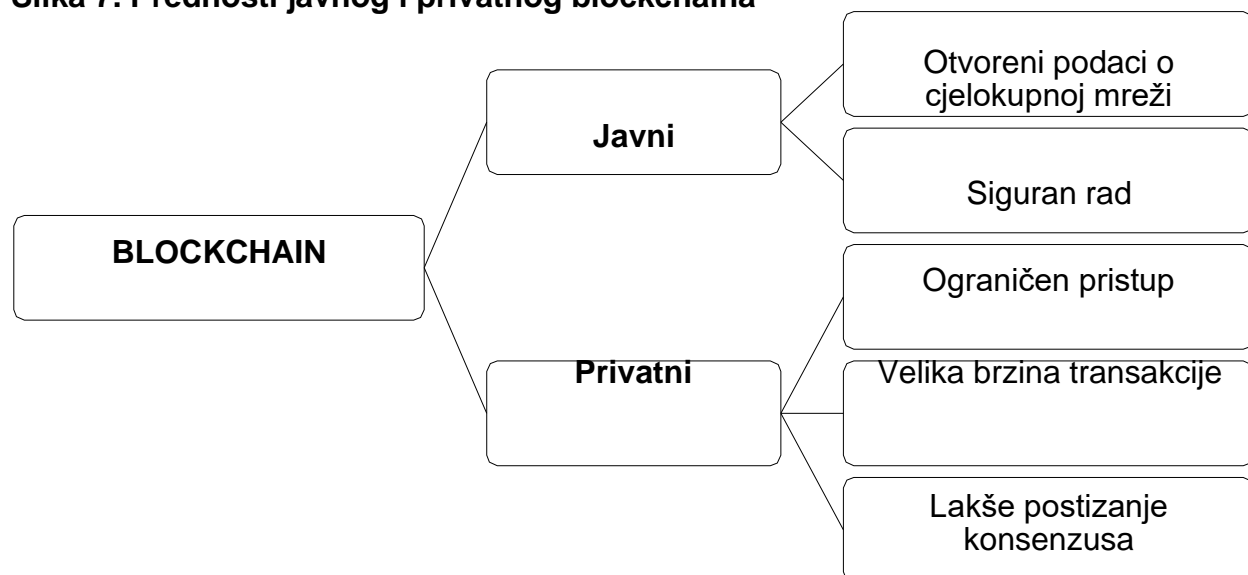 Slika 7. Prednosti javnog i privatnog blockchaina
Otvoreni podaci o
cjelokupnoj mreži
Javni
Siguran rad
BLOCKCHAIN
Ograničen pristup
Privatni
Velika brzina transakcije
Lakše postizanje
konsenzusa